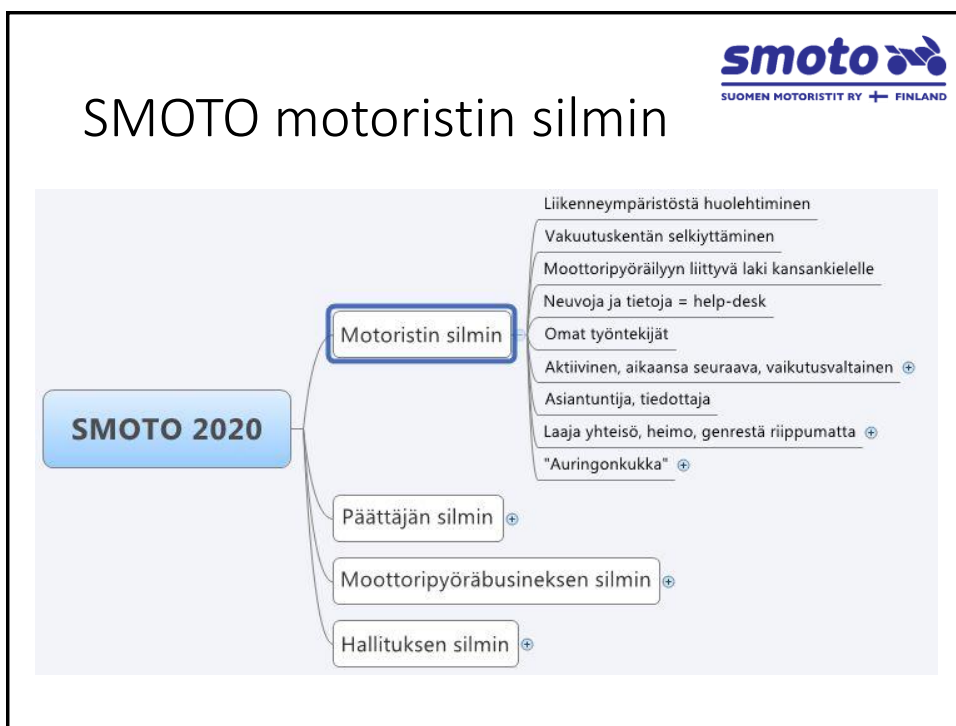 smoto
SUOMEN MOTORISTIT RY FINLAND
SMOTO motoristin silmin
SMOTO 2020
Motoristin silmin
Liikenneympäristöstä huolehtiminen
Vakuutuskentän selkiyttäminen
Moottoripyöräilyyn liittyvä laki kansankielelle
Neuvoja ja tietoja = help-desk
Omat työntekijät
Aktiivinen, aikaansa seuraava, vaikutusvaltainen
Asiantuntija, tiedottaja
Laaja yhteisö, heimo, genrestä riippumatta
"Auringonkukka"
Päättäjän silmin
Moottoripyöräbusineksen silmin
Hallituksen silmin